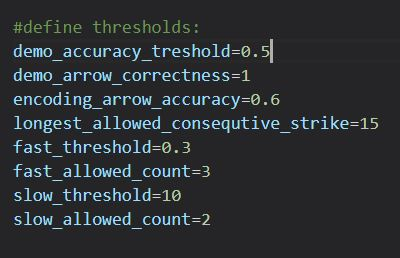 #define thresholds:
demo_accuracy_treshold=0.5
demo_arrow_correctness=1
encoding_arrow_accuracy=0.6
longest_allowed_consequtive_strike=15
fast_threshold=0.3
fast_allowed_count=3
slow_threshold=10
slow_allowed_count=2